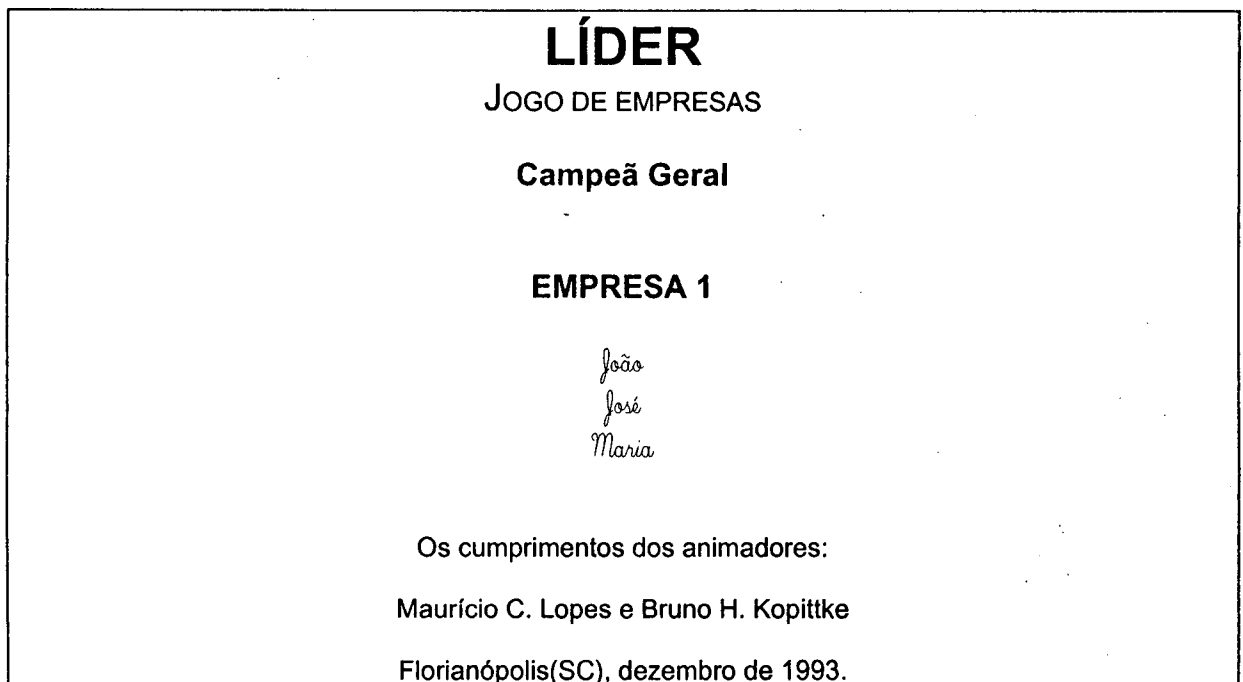 LÍDER
JOGO DE EMPRESAS
Campeã Geral
EMPRESA 1
João
José
Maria
Os cumprimentos dos animadores:
Maurício C. Lopes e Bruno H. Kopittke
Florianópolis(SC), dezembro de 1993.